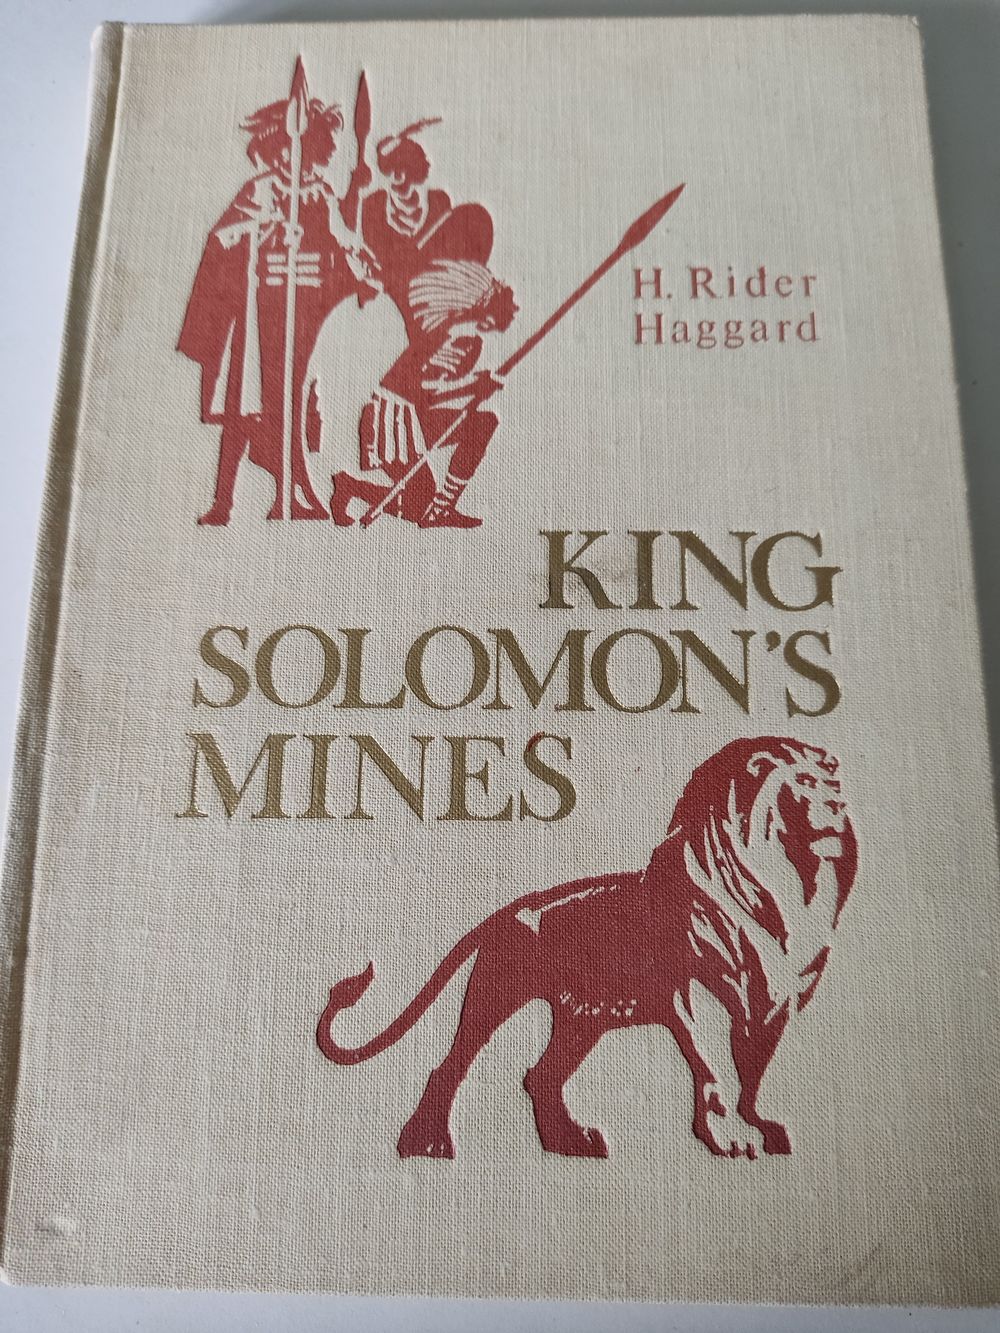 H. Rider
Haggard
KING
SOLOMON'S
MINES